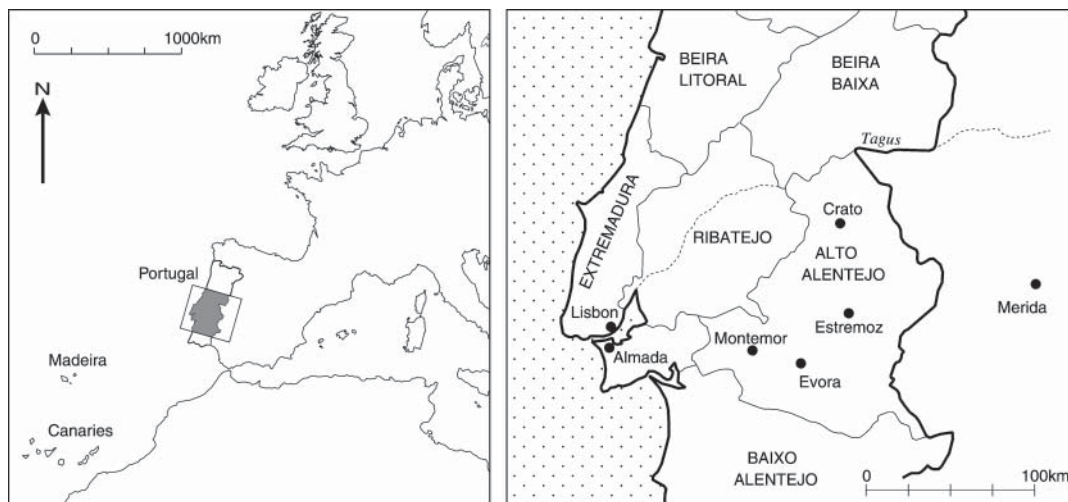 0 1000km
N
Portugal
Madeira
Canaries
BEIRA
LITORAL
BEIRA
BAIXA
Tagus
EXTREMADURA
RIBATEJO
Crato
ALTO
ALENTEJO
Merida
Lisbon
Estremoz
Almada
Montemor
Evora
BAIXO
ALENTEJO
0 100km